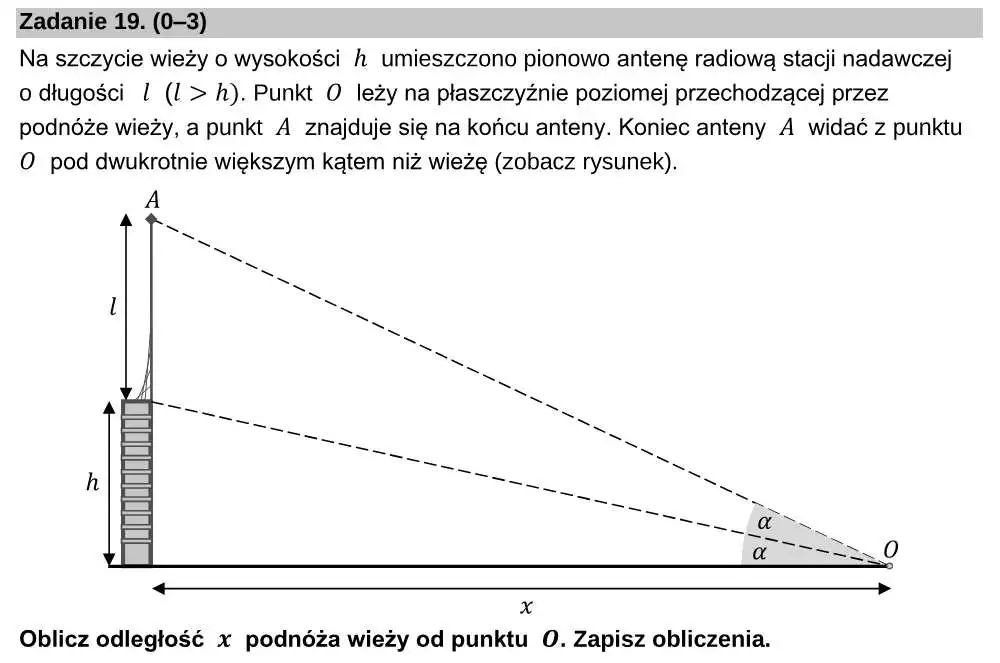 Zadanie 19. (0–3)
Na szczycie wieży o wysokości h umieszczono pionowo antenę radiową stacji nadawczej
o długości l (l > h). Punkt O leży na płaszczyźnie poziomej przechodzącej przez
podnóże wieży, a punkt A znajduje się na końcu anteny. Koniec anteny A widać z punktu
O pod dwukrotnie większym kątem niż wieżę (zobacz rysunek).
A
l
h
α
α
O
x
Oblicz odległość x podnóża wieży od punktu O. Zapisz obliczenia.